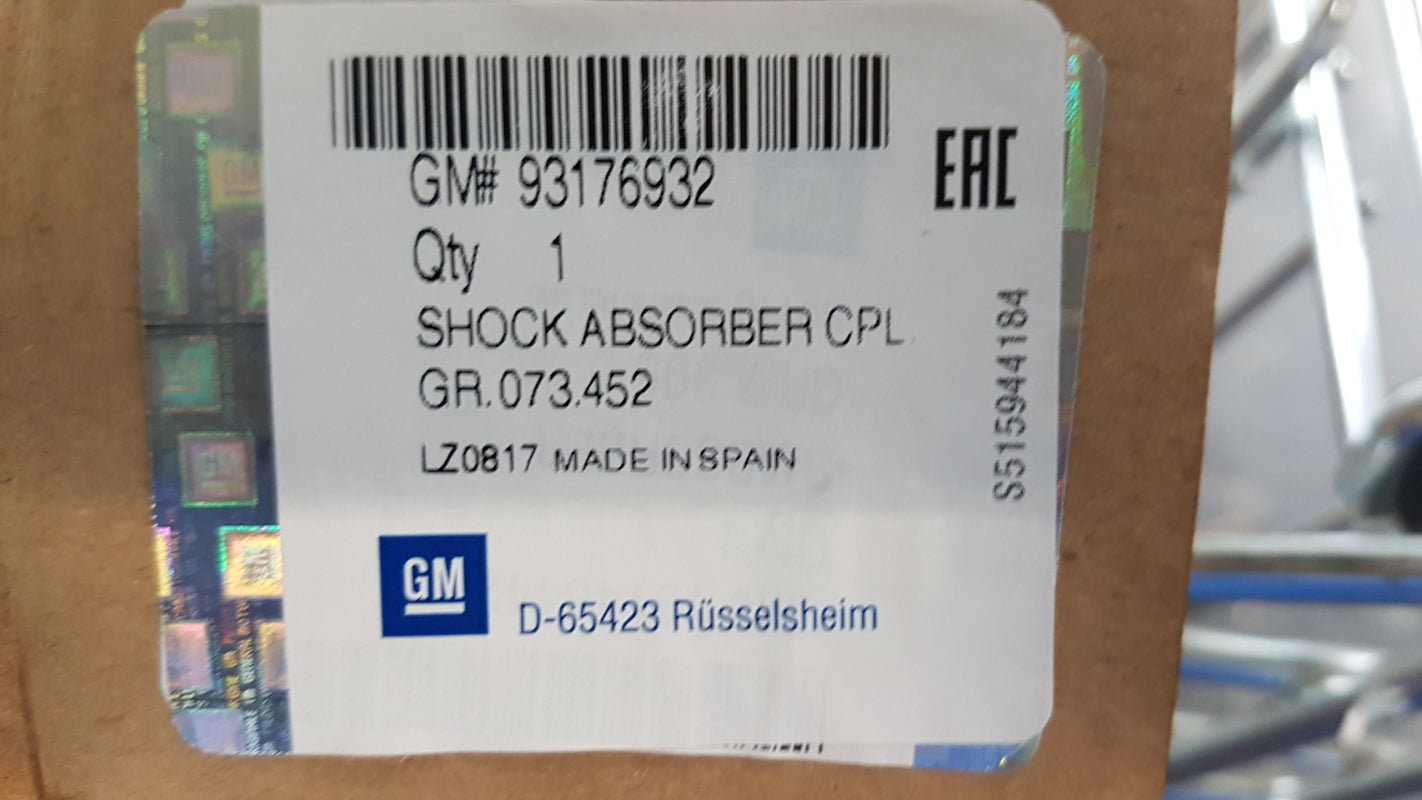 GM# 93176932
EAC
Qty 1
SHOCK ABSORBER CPL.
GR.073.452
LZ0817 MADE IN SPAIN
S515944184
GM
D-65423 Rüsselsheim